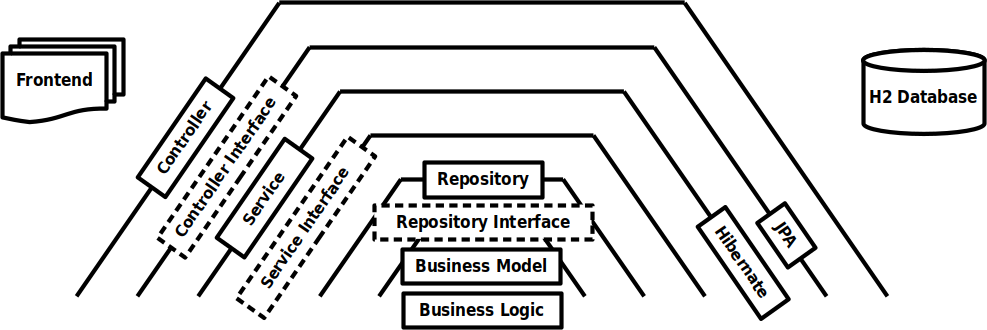 Frontend
Controller
Controller Interface
Service
Service Interface
Repository
Repository Interface
Business Model
Business Logic
Hibernate
JPA
H2 Database